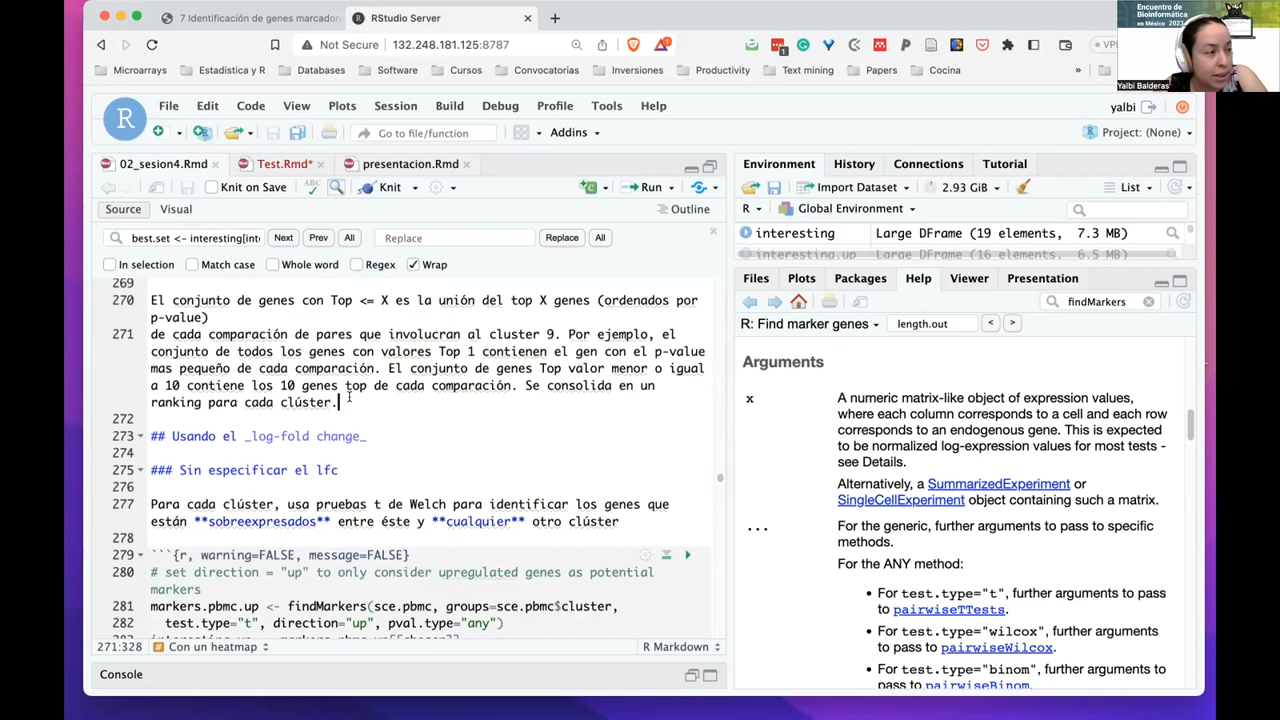 7 Identificación de genes marcador
RStudio Server
Not Secure 132.248.181.125:8787
Microarrays
Estadistica y R
Databases
Software
Cursos
Convocatorias
Inversiones
Productivity
Text mining
Papers
Cocina
»
Encuentro de
Bioinformática
en México 2023
Yalbi Balderas
File Edit Code View Plots Session Build Debug Profile Tools Help
yalbi
Go to file/function
Addins
Project: (None)
02_sesion4.Rmd
Test.Rmd*
presentacion.Rmd
Knit on Save
Knit
Run
Source
Visual
Outline
best.set <- interesting[inte
Next
Prev
All
Replace
Replace
All
In selection
Match case
Whole word
Regex
Wrap
269
270 El conjunto de genes con Top <= X es la unión del top X genes (ordenados por
p-value)
271 de cada comparación de pares que involucran al cluster 9. Por ejemplo, el
conjunto de todos los genes con valores Top 1 contienen el gen con el p-value
mas pequeño de cada comparación. El conjunto de genes Top valor menor o igual
a 10 contiene los 10 genes top de cada comparación. Se consolida en un
ranking para cada clúster.
272
273 ## Usando el _log-fold change_
274
275 ### Sin especificar el lfc
276
277 Para cada clúster, usa pruebas t de Welch para identificar los genes que
están **sobreexpresados** entre éste y **cualquier** otro clúster
278
279 ```{r, warning=FALSE, message=FALSE}
280 # set direction = "up" to only consider upregulated genes as potential
markers
281 markers.pbmc.up <- findMarkers(sce.pbmc, groups=sce.pbmc$cluster,
282 test.type="t", direction="up", pval.type="any")
271:328
Con un heatmap
R Markdown
Console
Environment
History
Connections
Tutorial
Import Dataset
2.93 GiB
List
R
Global Environment
interesting Large DFrame (19 elements, 7.3 MB)
interesting.up Large DFrame (16 elements, 6.5 MB)
Files
Plots
Packages
Help
Viewer
Presentation
findMarkers
R: Find marker genes
length.out
Arguments
x
A numeric matrix-like object of expression values,
where each column corresponds to a cell and each row
corresponds to an endogenous gene. This is expected
to be normalized log-expression values for most tests -
see Details.
Alternatively, a SummarizedExperiment or
SingleCellExperiment object containing such a matrix.
...
For the generic, further arguments to pass to specific
methods.
For the ANY method:
• For test.type="t", further arguments to pass
to pairwiseTTests.
• For test.type="wilcox", further arguments to
pass to pairwiseWilcox.
• For test.type="binom", further arguments to
pass to pairwiseBinom.